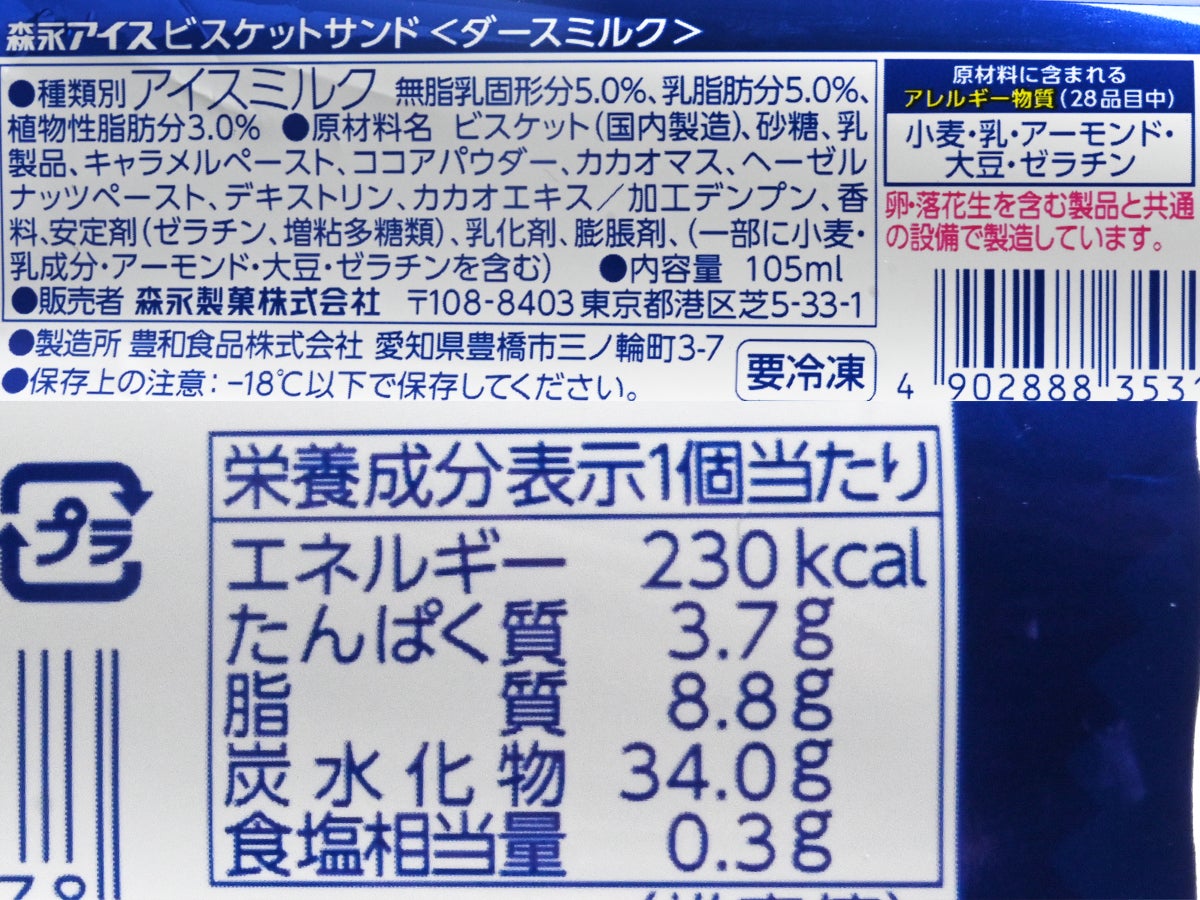 森永アイスビスケットサンド<ダースミルク>
●種類別 アイスミルク 無脂乳固形分5.0%、乳脂肪分5.0%、
植物性脂肪分3.0% ●原材料名 ビスケット(国内製造)、砂糖、乳
製品、キャラメルペースト、ココアパウダー、カカオマス、ヘーゼル
ナッツペースト、デキストリン、カカオエキス/加工デンプン、香
料、安定剤(ゼラチン、増粘多糖類)、乳化剤、膨脹剤、(一部に小麦・
乳成分・アーモンド・大豆・ゼラチンを含む) ●内容量 105ml
●販売者 森永製菓株式会社 〒108-8403東京都港区芝5-33-1
●製造所 豊和食品株式会社 愛知県豊橋市三ノ輪町3-7
●保存上の注意:-18℃以下で保存してください。
要冷凍
原材料に含まれる
アレルギー物質(28品目中)
小麦・乳・アーモンド・
大豆・ゼラチン
卵・落花生を含む製品と共通
の設備で製造しています。
4 902888 353
プラ
栄養成分表示1個当たり
エネルギー 230kcal
たんぱく質 3.7g
脂質 8.8g
炭水化物 34.0g
食塩相当量 0.3g